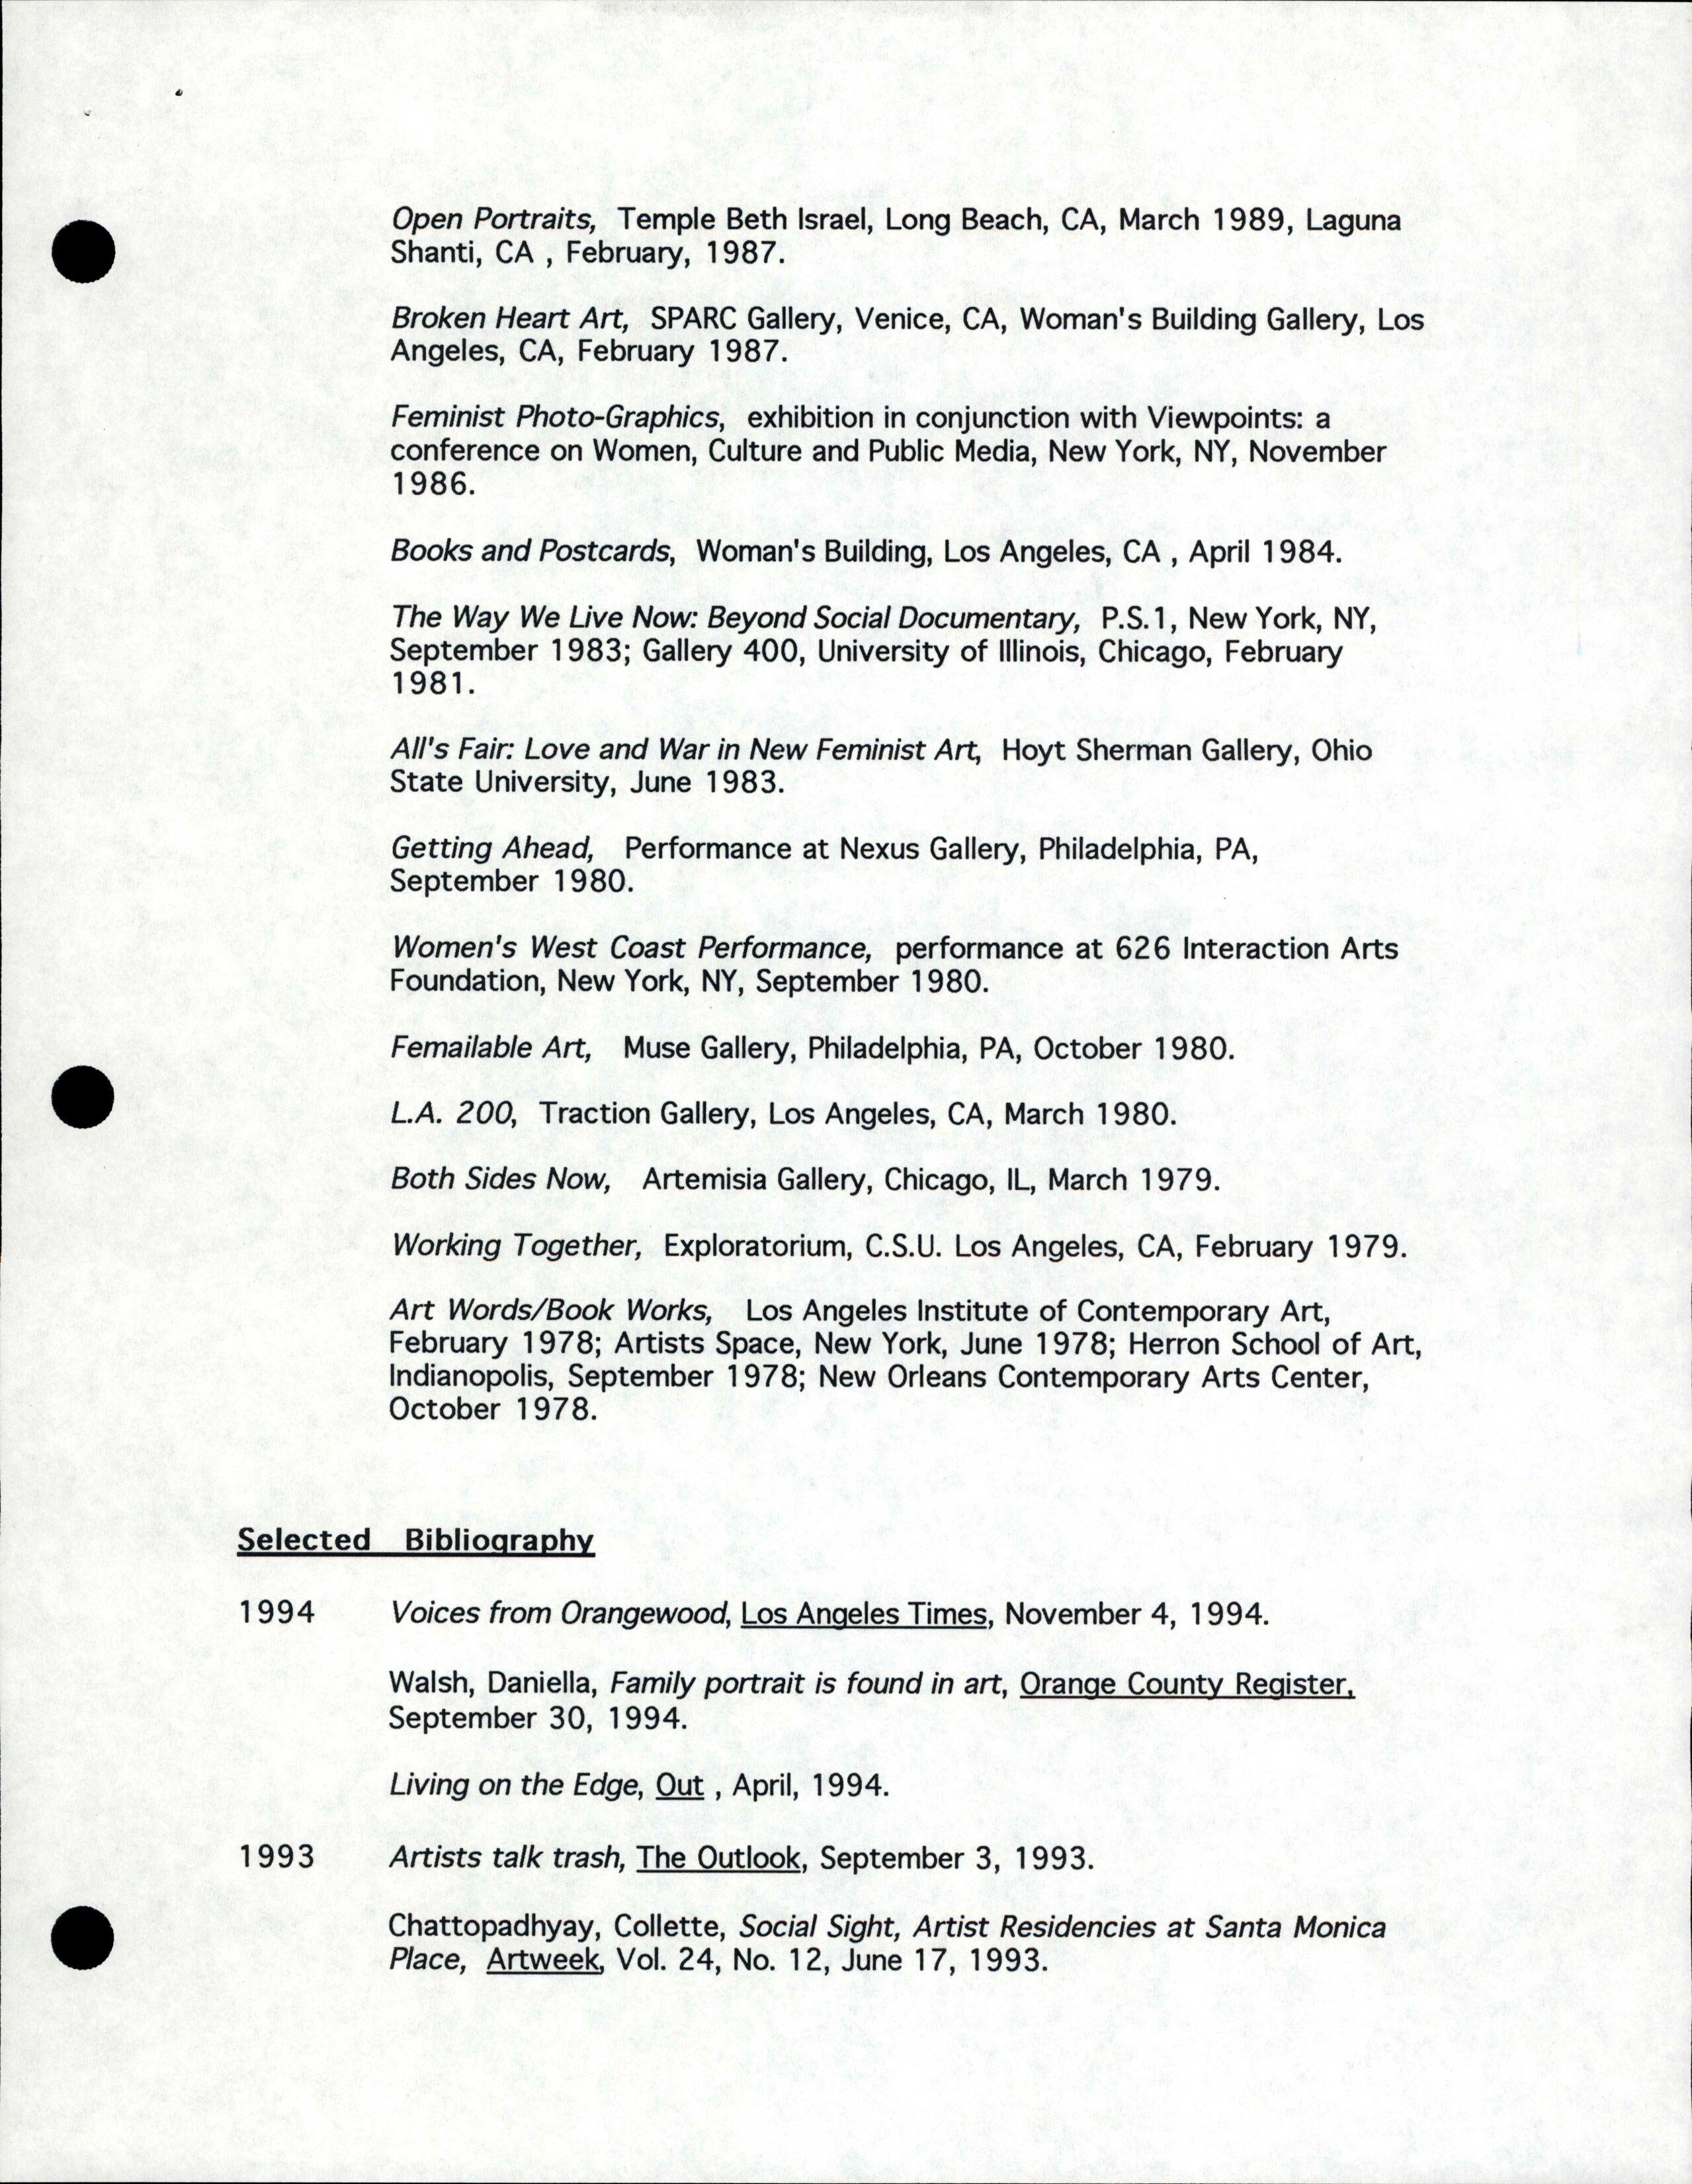 Open Portraits, Temple Beth Israel, Long Beach, CA, March 1989, Laguna
Shanti, CA , February, 1987.
Broken Heart Art, SPARC Gallery, Venice, CA, Woman's Building Gallery, Los
Angeles, CA, February 1987.
Feminist Photo-Graphics, exhibition in conjunction with Viewpoints: a
conference on Women, Culture and Public Media, New York, NY, November
1986.
Books and Postcards, Woman's Building, Los Angeles, CA , April 1984.
The Way We Live Now: Beyond Social Documentary, P.S.1, New York, NY,
September 1983; Gallery 400, University of Illinois, Chicago, February
1981.
All's Fair: Love and War in New Feminist Art, Hoyt Sherman Gallery, Ohio
State University, June 1983.
Getting Ahead, Performance at Nexus Gallery, Philadelphia, PA,
September 1980.
Women's West Coast Performance, performance at 626 Interaction Arts
Foundation, New York, NY, September 1980.
Femailable Art, Muse Gallery, Philadelphia, PA, October 1980.
L.A. 200, Traction Gallery, Los Angeles, CA, March 1980.
Both Sides Now, Artemisia Gallery, Chicago, IL, March 1979.
Working Together, Exploratorium, C.S.U. Los Angeles, CA, February 1979.
Art Words/Book Works, Los Angeles Institute of Contemporary Art,
February 1978; Artists Space, New York, June 1978; Herron School of Art,
Indianopolis, September 1978; New Orleans Contemporary Arts Center,
October 1978.
Selected Bibliography
1994 Voices from Orangewood, Los Angeles Times, November 4, 1994.
Walsh, Daniella, Family portrait is found in art, Orange County Register,
September 30, 1994.
Living on the Edge, Out , April, 1994.
1993 Artists talk trash, The Outlook, September 3, 1993.
Chattopadhyay, Collette, Social Sight, Artist Residencies at Santa Monica
Place, Artweek, Vol. 24, No. 12, June 17, 1993.